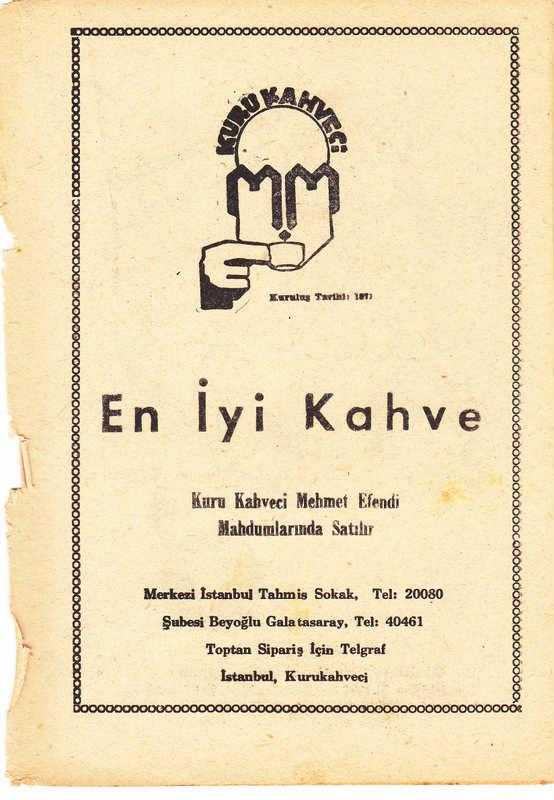 KURU KAHVECİ
MM
Kuruluş Tarihi: 1871
En İyi Kahve
Kuru Kahveci Mehmet Efendi
Mahdumlarında Satılır
Merkezi İstanbul Tahmis Sokak, Tel: 20080
Şubesi Beyoğlu Galatasaray, Tel: 40461
Toptan Sipariş İçin Telgraf
İstanbul, Kurukahveci